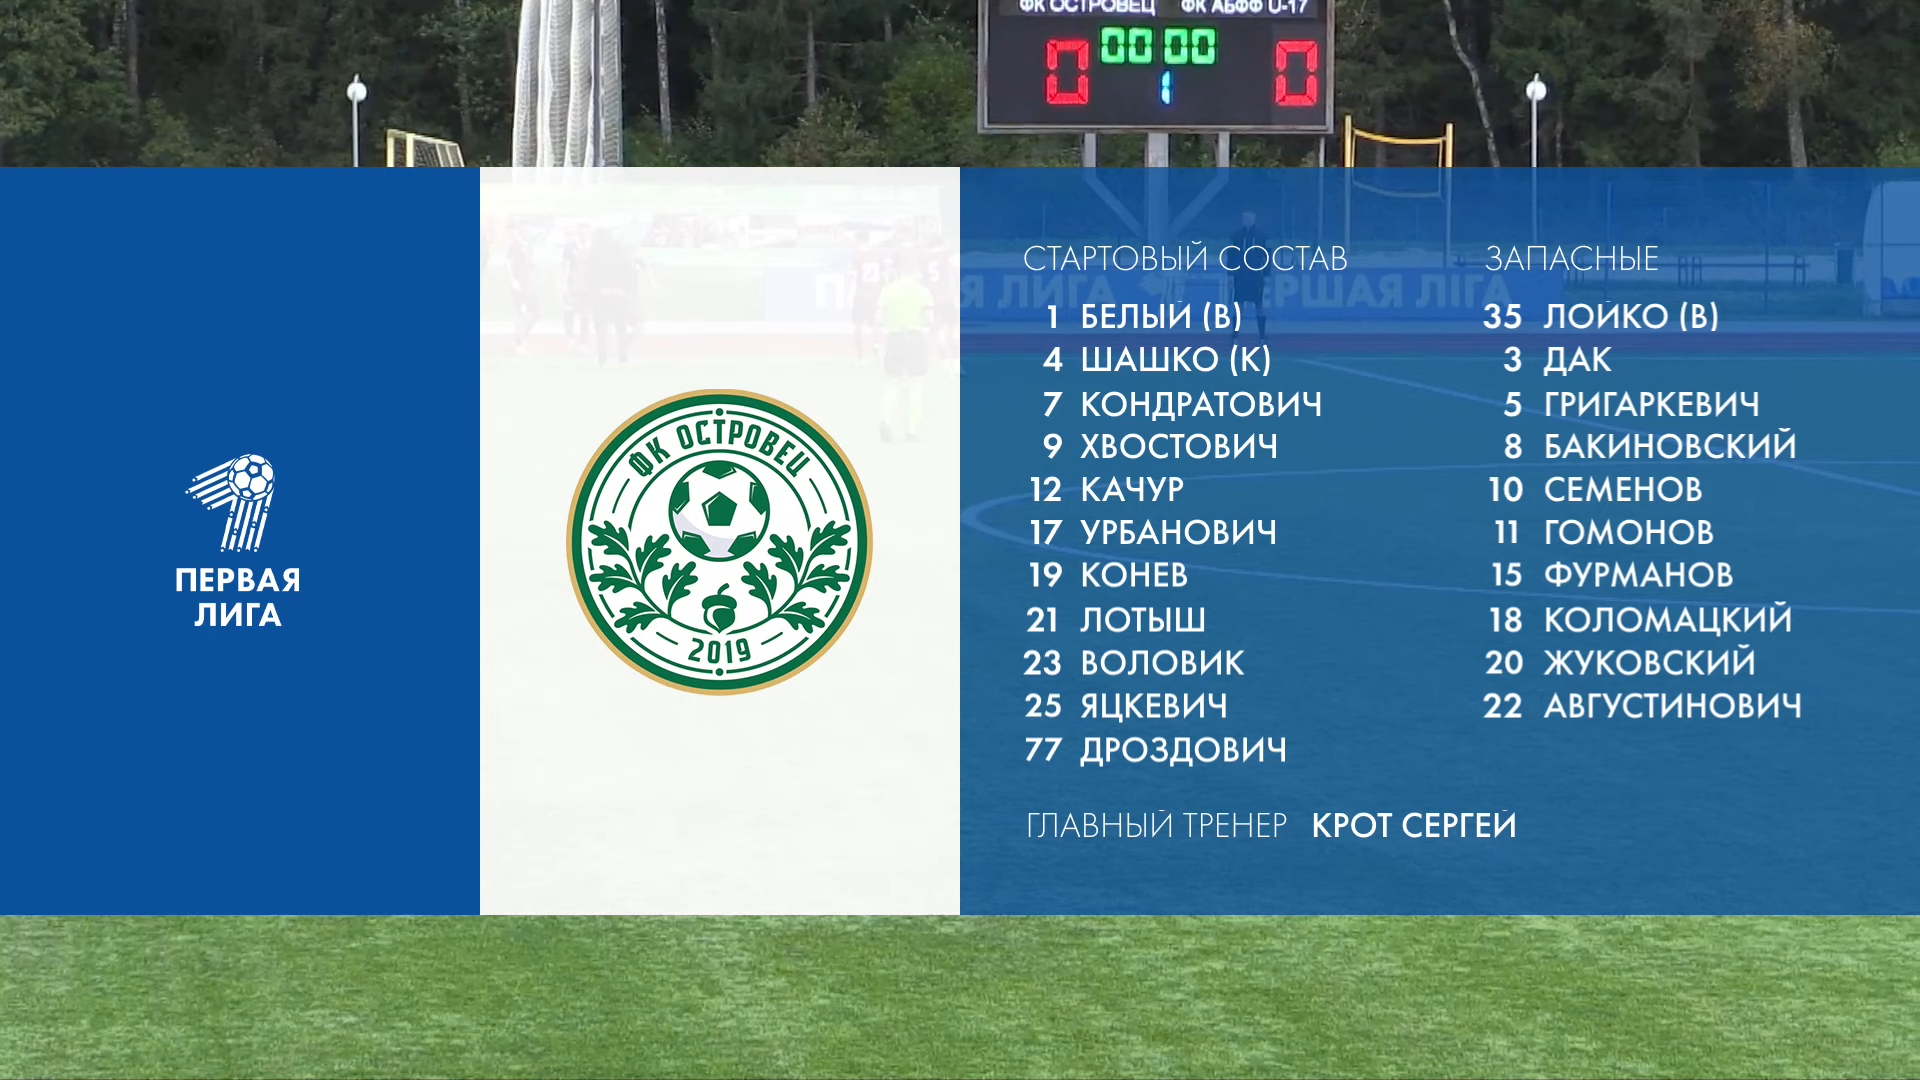 ФК ОСТРОВЕЦ ФК АБФФ U-17
0 00 00 0
1
ПЕРВАЯ
ЛИГА
ФК ОСТРОВЕЦ
2019
СТАРТОВЫЙ СОСТАВ
1 БЕЛЫЙ (В)
4 ШАШКО (К)
7 КОНДРАТОВИЧ
9 ХВОСТОВИЧ
12 КАЧУР
17 УРБАНОВИЧ
19 КОНЕВ
21 ЛОТЫШ
23 ВОЛОВИК
25 ЯЦКЕВИЧ
77 ДРОЗДОВИЧ
ЗАПАСНЫЕ
35 ЛОЙКО (В)
3 ДАК
5 ГРИГАРКЕВИЧ
8 БАКИНОВСКИЙ
10 СЕМЕНОВ
11 ГОМОНОВ
15 ФУРМАНОВ
18 КОЛОМАЦКИЙ
20 ЖУКОВСКИЙ
22 АВГУСТИНОВИЧ
ГЛАВНЫЙ ТРЕНЕР КРОТ СЕРГЕЙ